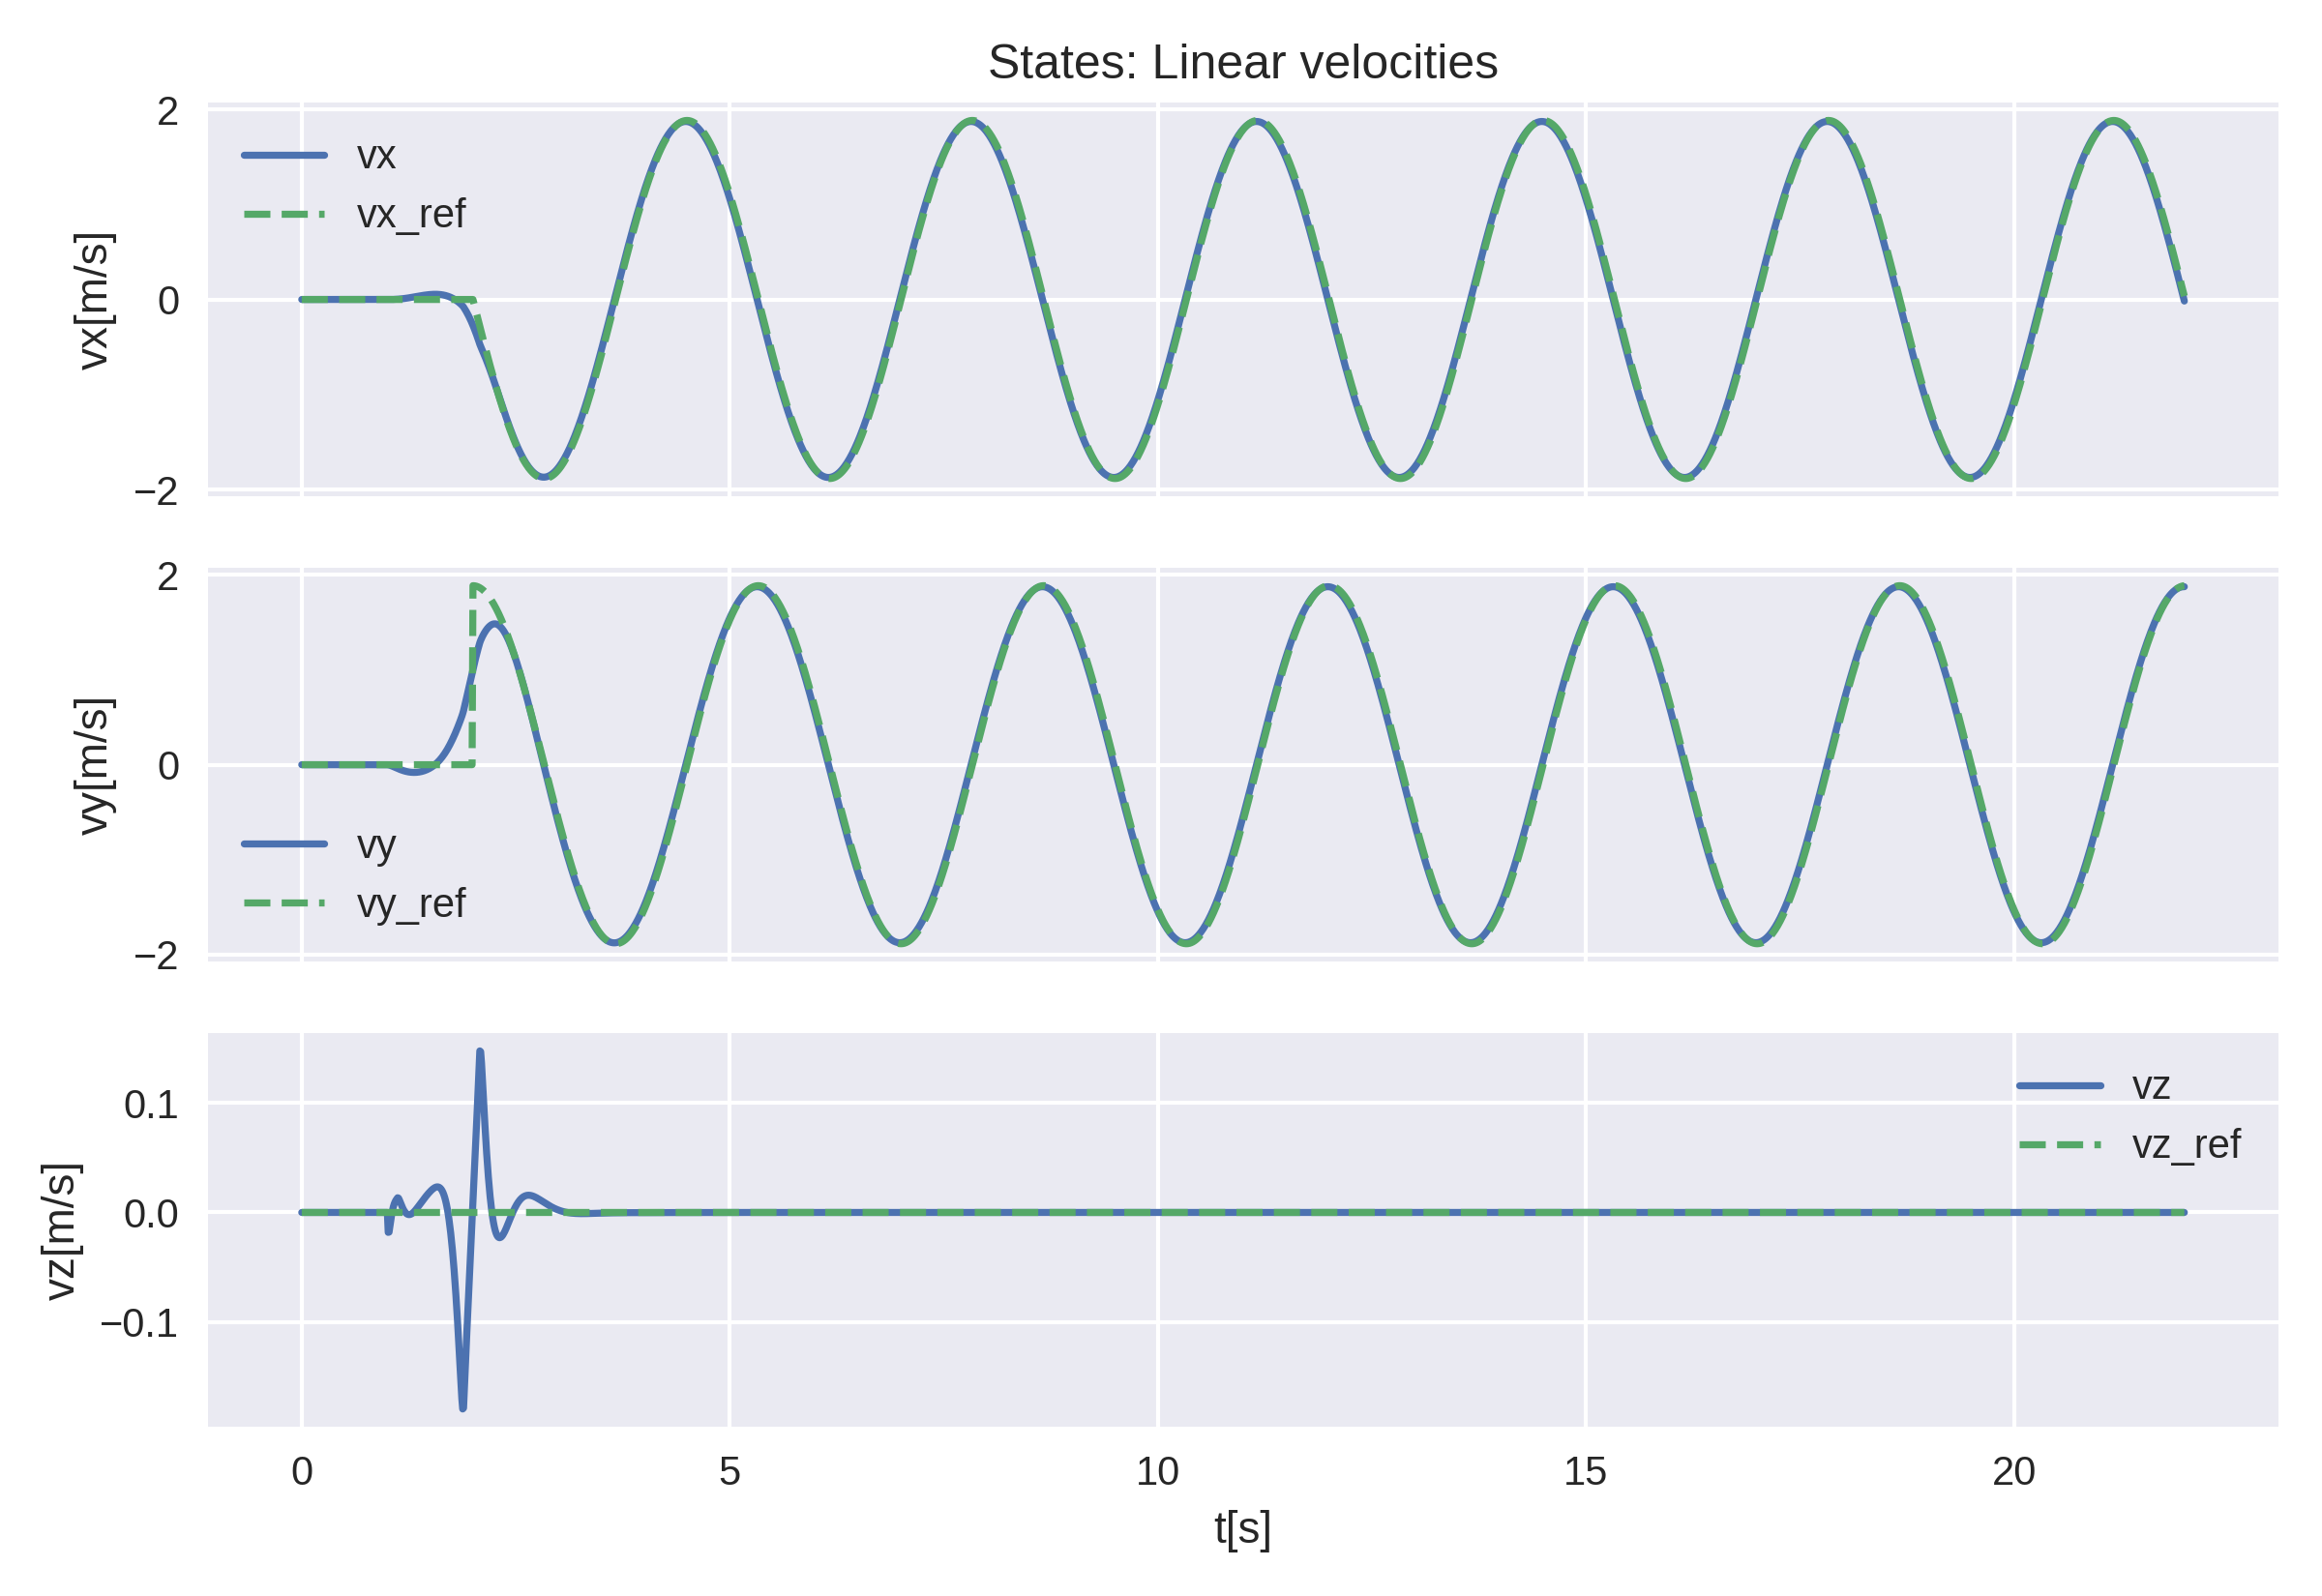 States: Linear velocities
2
0
−2
vx[m/s]
vx
vx_ref
2
0
−2
vy[m/s]
vy
vy_ref
0.1
0.0
−0.1
vz[m/s]
vz
vz_ref
0 5 10 15 20
t[s]